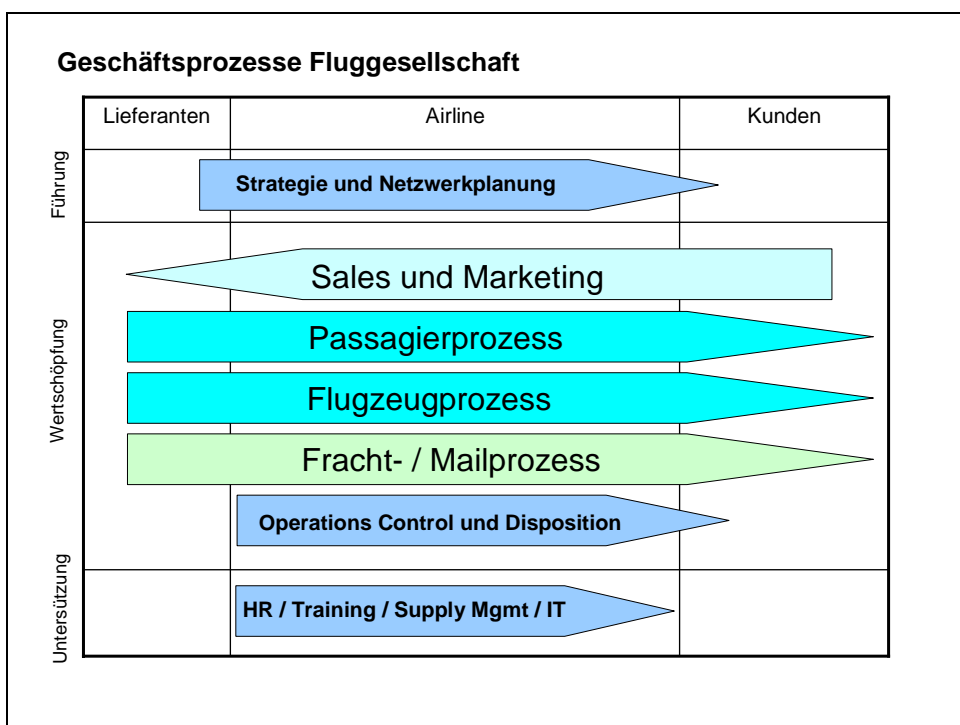 Geschäftsprozesse Fluggesellschaft
Lieferanten
Airline
Kunden
Führung
Strategie und Netzwerkplanung
Wertschöpfung
Sales und Marketing
Passagierprozess
Flugzeugprozess
Fracht- / Mailprozess
Operations Control und Disposition
Untersützung
HR / Training / Supply Mgmt / IT